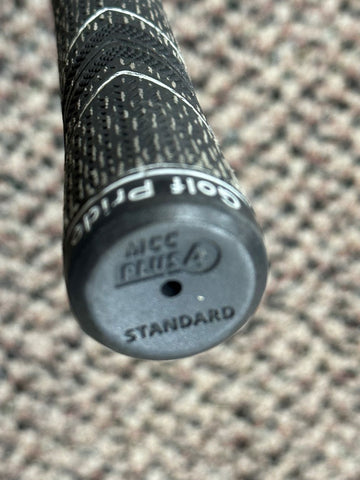 Golf Pride
MCC
PLUS4
STANDARD